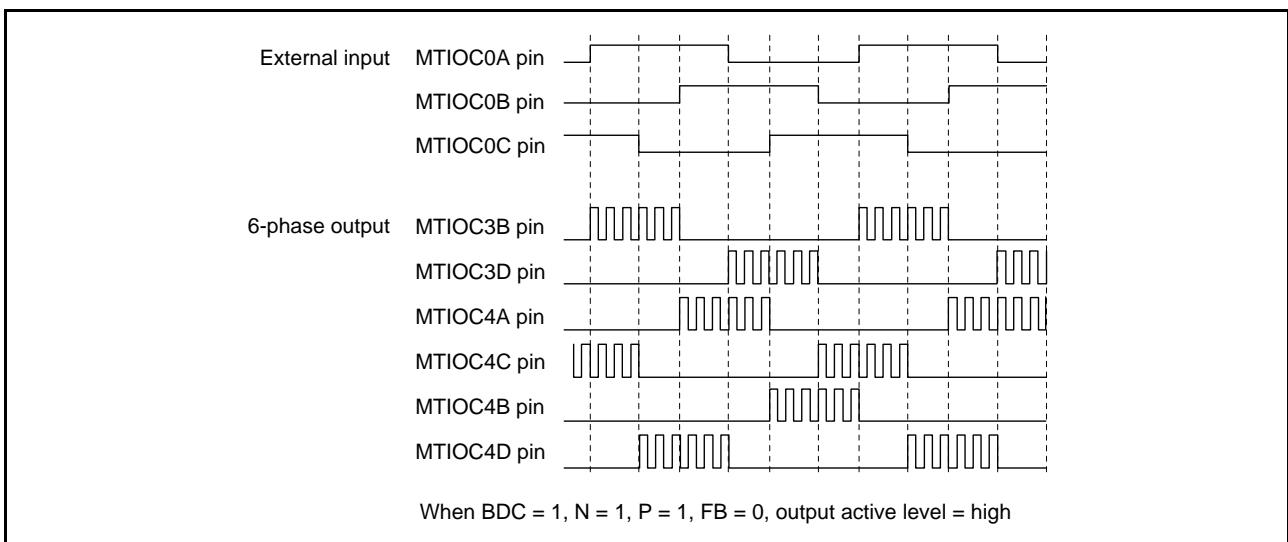 External input MTIOC0A pin
MTIOC0B pin
MTIOC0C pin
6-phase output MTIOC3B pin
MTIOC3D pin
MTIOC4A pin
MTIOC4C pin
MTIOC4B pin
MTIOC4D pin
When BDC = 1, N = 1, P = 1, FB = 0, output active level = high